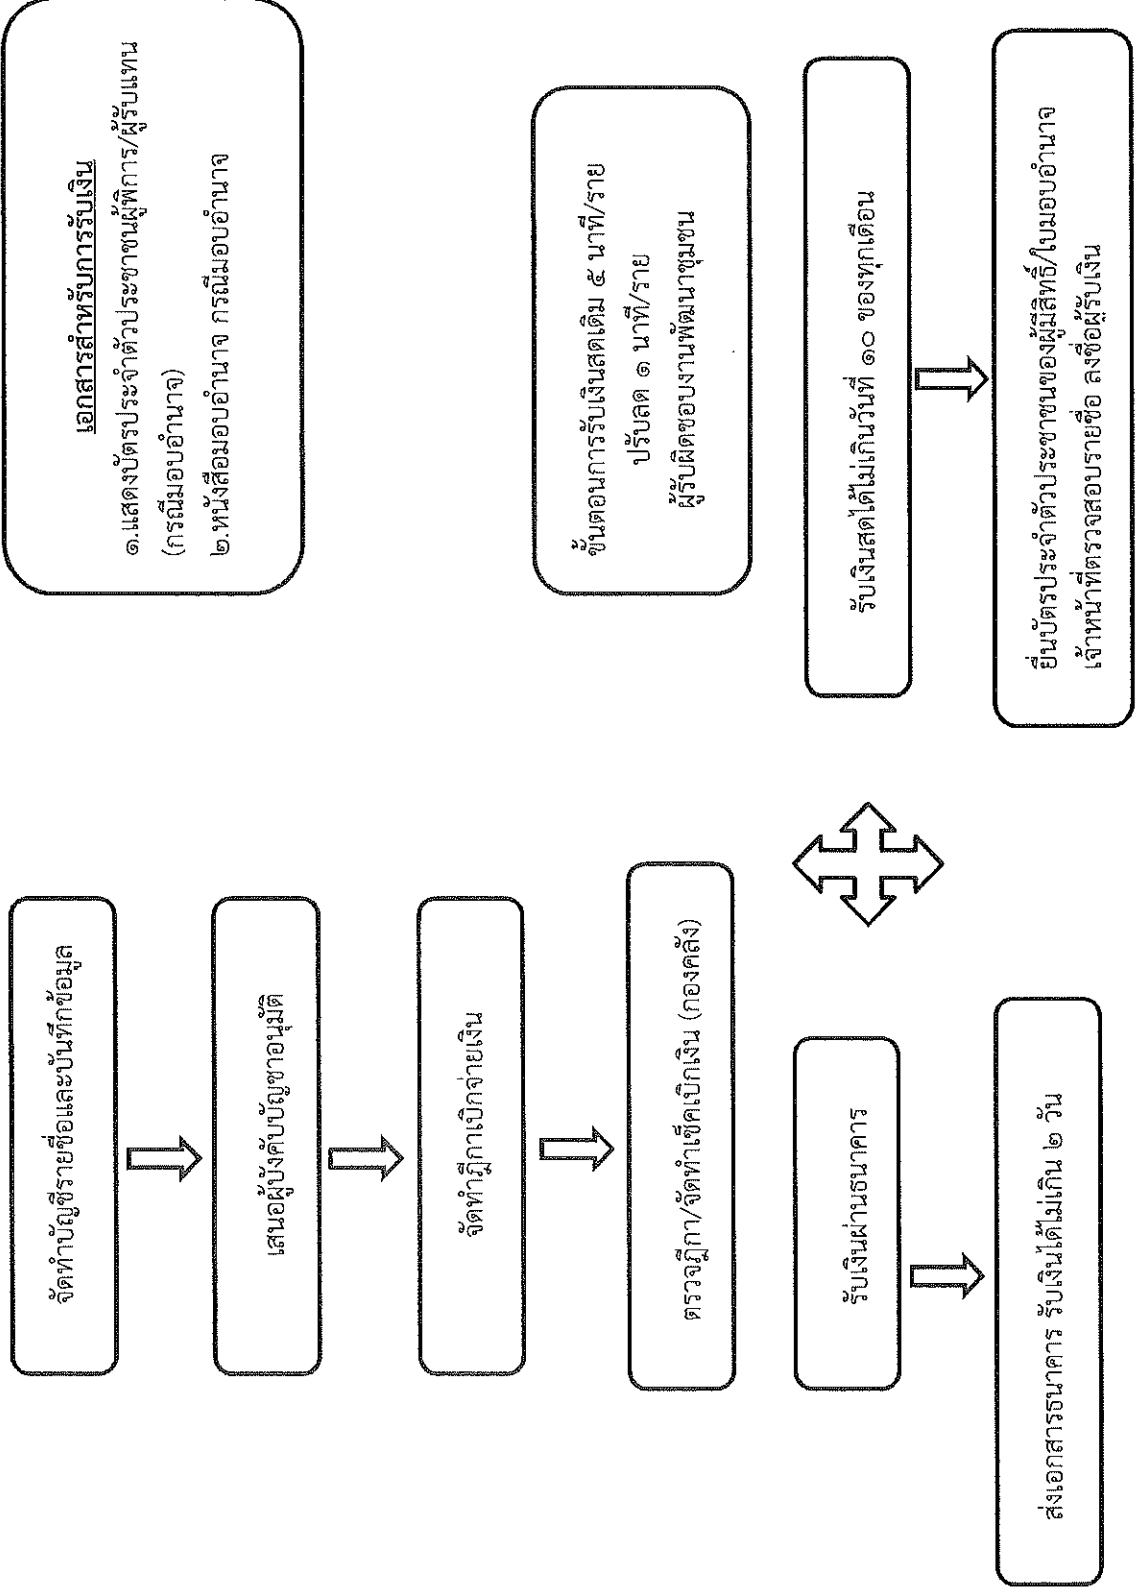 จัดทำบัญชีรายชื่อและบันทึกข้อมูล
เสนอผู้บังคับบัญชาอนุมัติ
จัดทำฎีกาเบิกจ่ายเงิน
ตรวจฎีกา/จัดทำเช็คเบิกเงิน (กองคลัง)
รับเงินผ่านธนาคาร
ส่งเอกสารธนาคาร รับเงินได้ไม่เกิน ๒ วัน
เอกสารสำหรับการรับเงิน
๑.แสดงบัตรประจำตัวประชาชนผู้พิการ/ผู้รับแทน
(กรณีมอบอำนาจ)
๒.หนังสือมอบอำนาจ กรณีมอบอำนาจ
ขั้นตอนการรับเงินสดเดิม ๕ นาที/ราย
ปรับลด ๑ นาที/ราย
ผู้รับผิดชอบงานพัฒนาชุมชน
รับเงินสดได้ไม่เกินวันที่ ๑๐ ของทุกเดือน
ยื่นบัตรประจำตัวประชาชนของผู้มีสิทธิ์/ใบมอบอำนาจ
เจ้าหน้าที่ตรวจสอบรายชื่อ ลงชื่อผู้รับเงิน